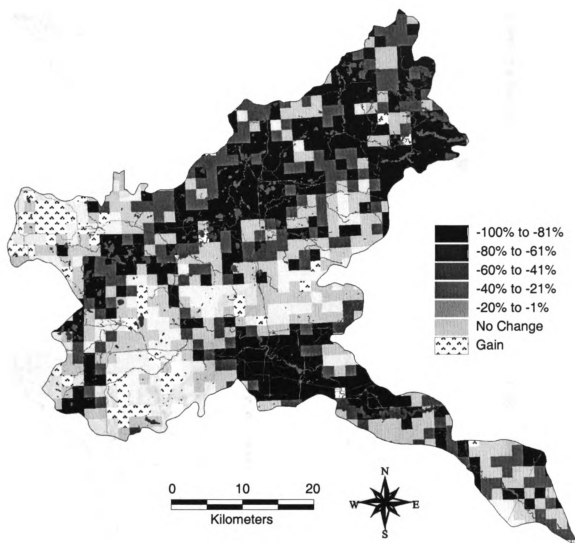 -100% to -81%
-80% to -61%
-60% to -41%
-40% to -21%
-20% to -1%
No Change
Gain
0 10 20
Kilometers
N
W E
S